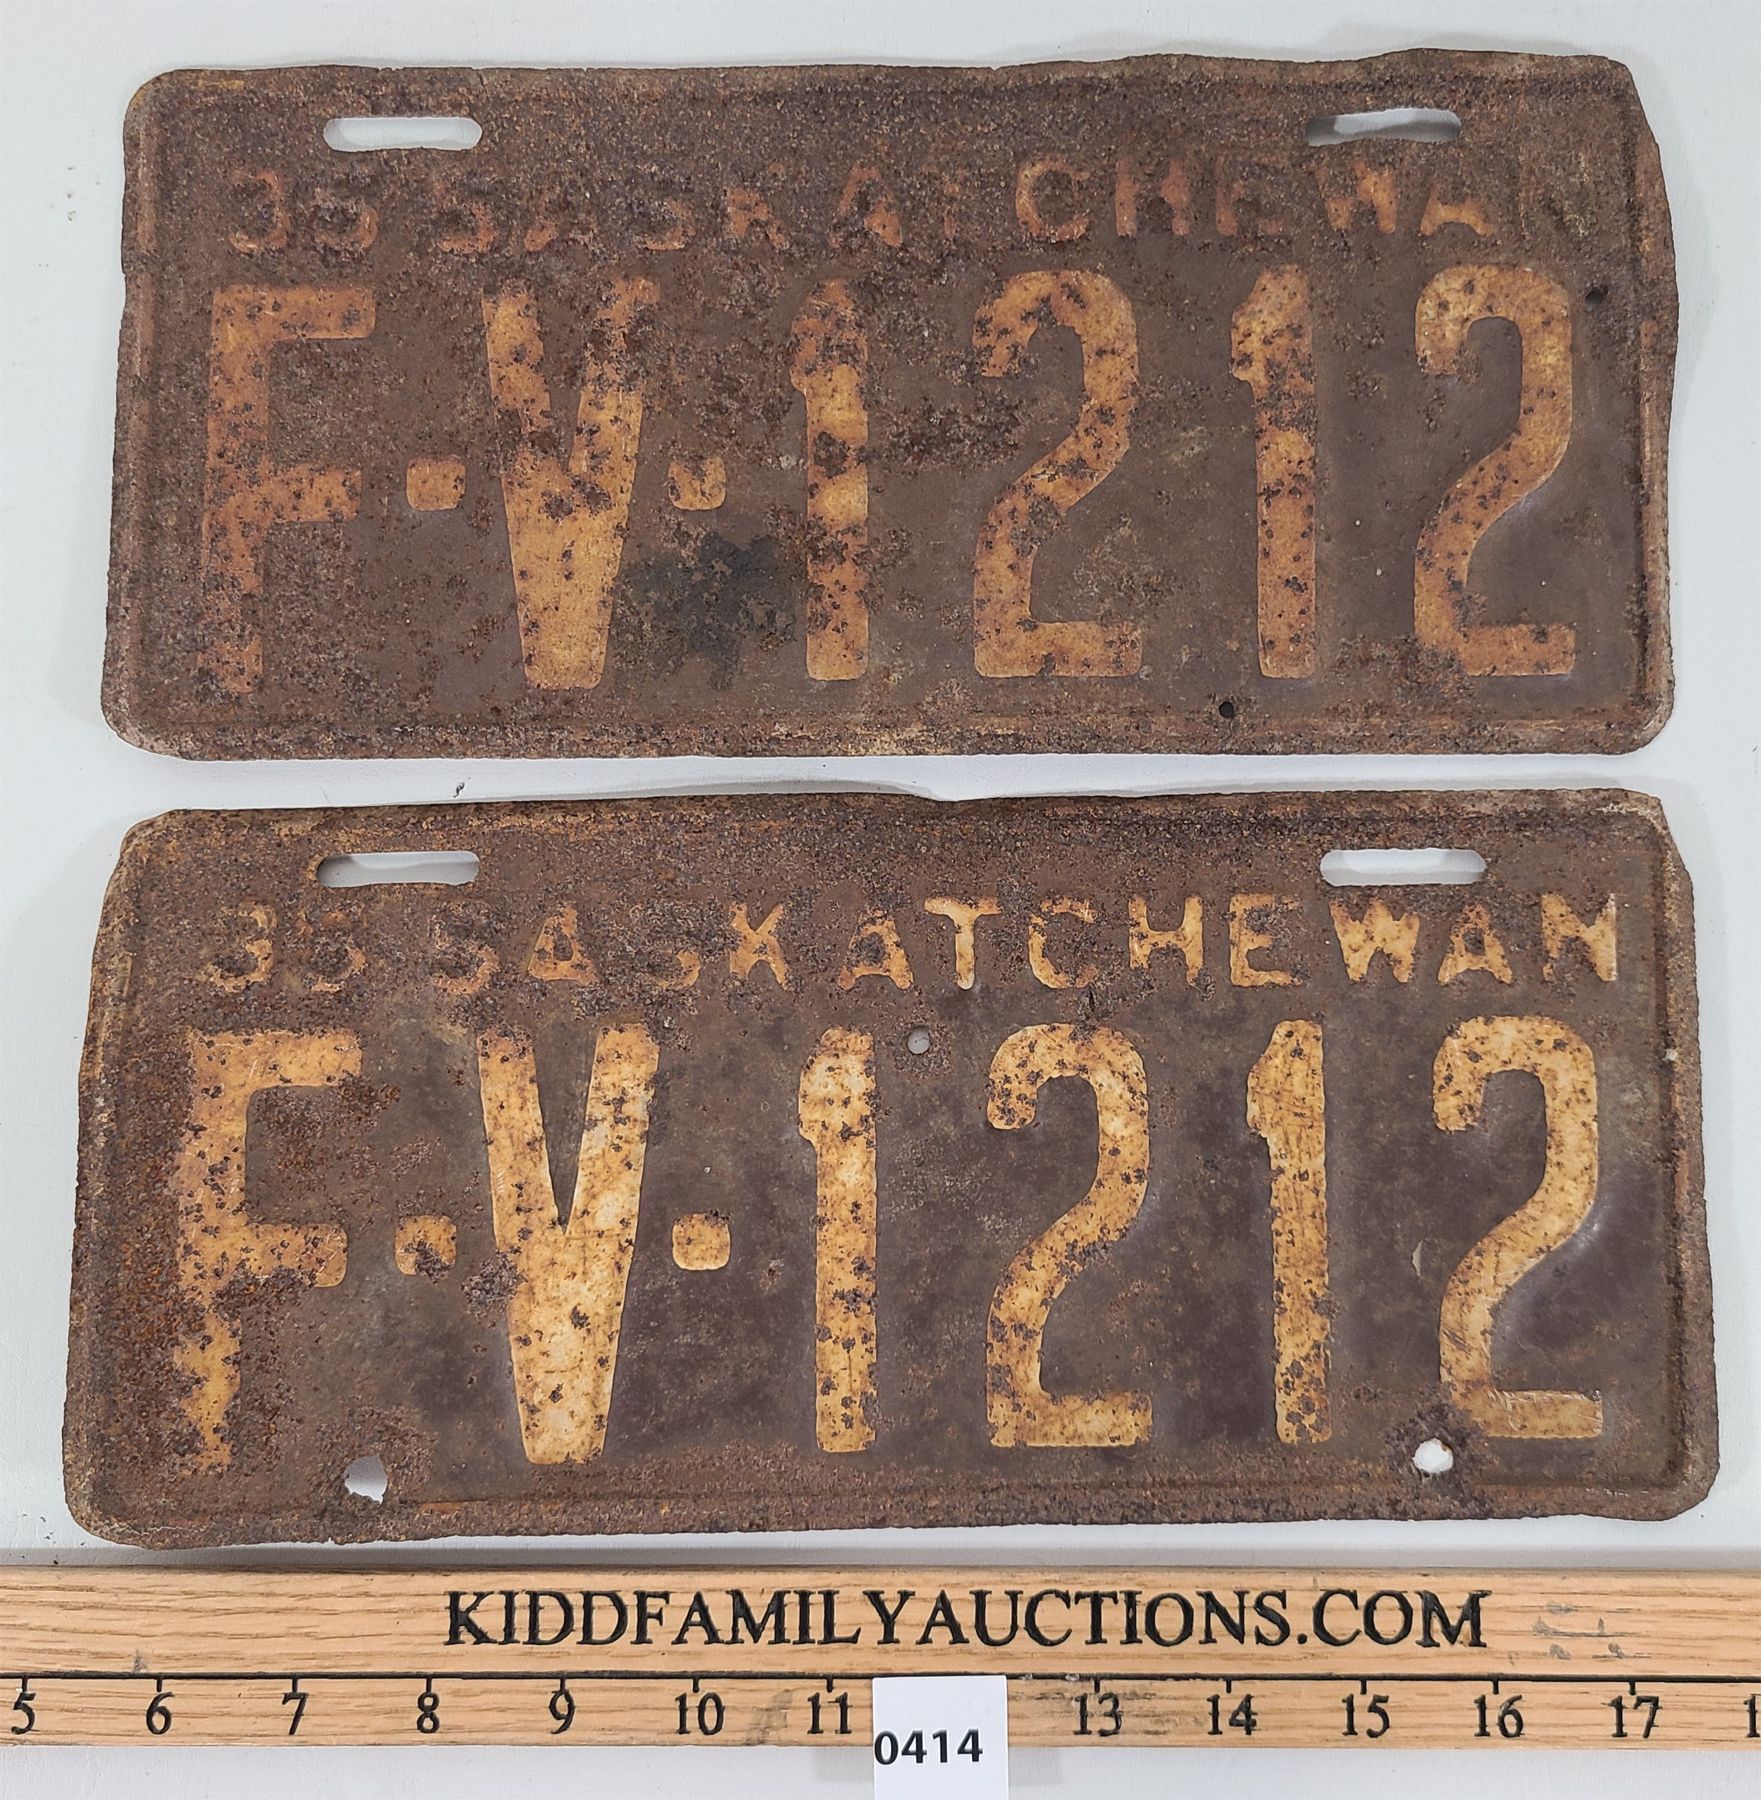 35 SASKATCHEWAN
F·V·1212
35 SASKATCHEWAN
F·V·1212
KIDDFAMILYAUCTIONS.COM
5 6 7 8 9 10 11 13 14 15 16 17 1
0414